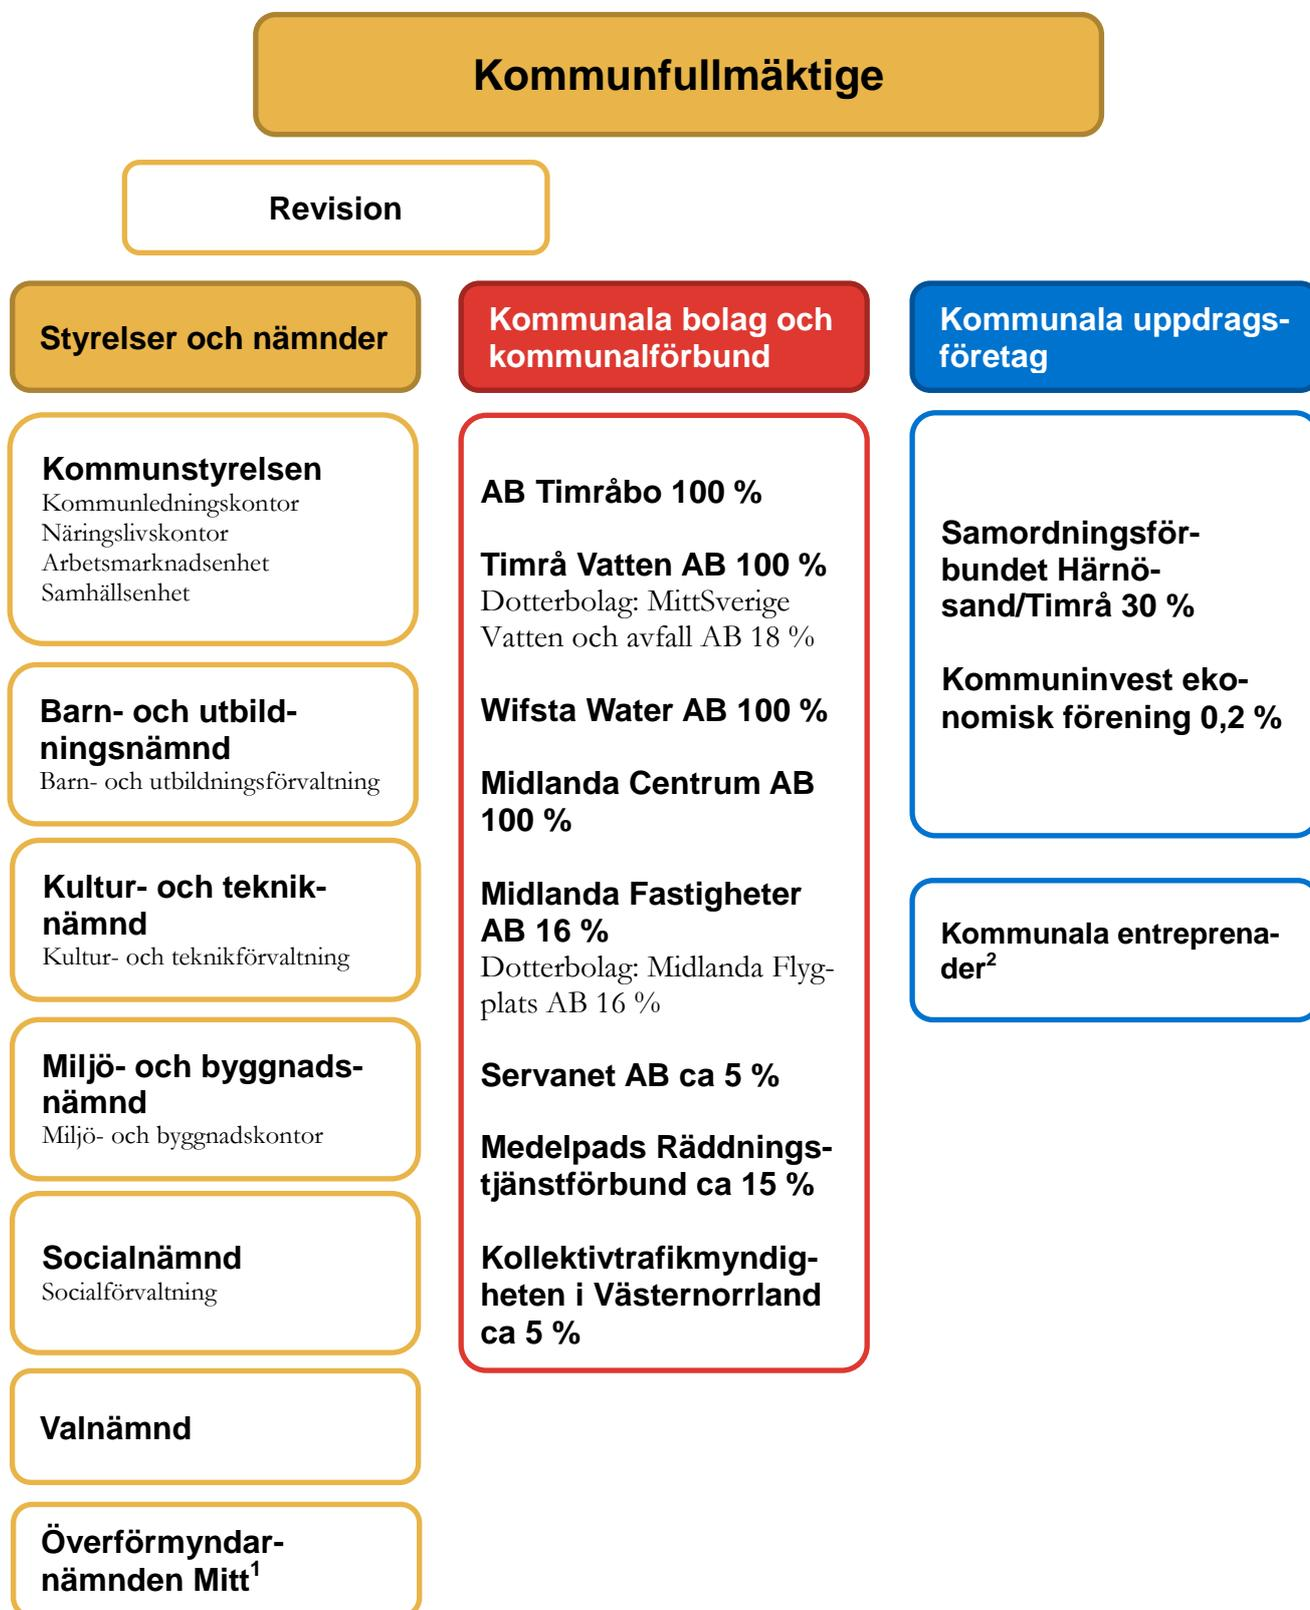 Kommunfullmäktige
Revision
Styrelser och nämnder
Kommunstyrelsen
Kommunledningskontor
Näringslivskontor
Arbetsmarknadsenhet
Samhällsenhet
Barn- och utbild-
ningsnämnd
Barn- och utbildningsförvaltning
Kultur- och teknik-
nämnd
Kultur- och teknikförvaltning
Miljö- och byggnads-
nämnd
Miljö- och byggnadskontor
Socialnämnd
Socialförvaltning
Valnämnd
Överförmyndar-
nämnden Mitt¹
Kommunala bolag och
kommunalförbund
AB Timråbo 100 %
Timrå Vatten AB 100 %
Dotterbolag: MittSverige
Vatten och avfall AB 18 %
Wifsta Water AB 100 %
Midlanda Centrum AB
100 %
Midlanda Fastigheter
AB 16 %
Dotterbolag: Midlanda Flyg-
plats AB 16 %
Servanet AB ca 5 %
Medelpads Räddnings-
tjänstförbund ca 15 %
Kollektivtrafikmyndig-
heten i Västernorrland
ca 5 %
Kommunala uppdrags-
företag
Samordningsför-
bundet Härnö-
sand/Timrå 30 %
Kommuninvest eko-
nomisk förening 0,2 %
Kommunala entreprena-
der²